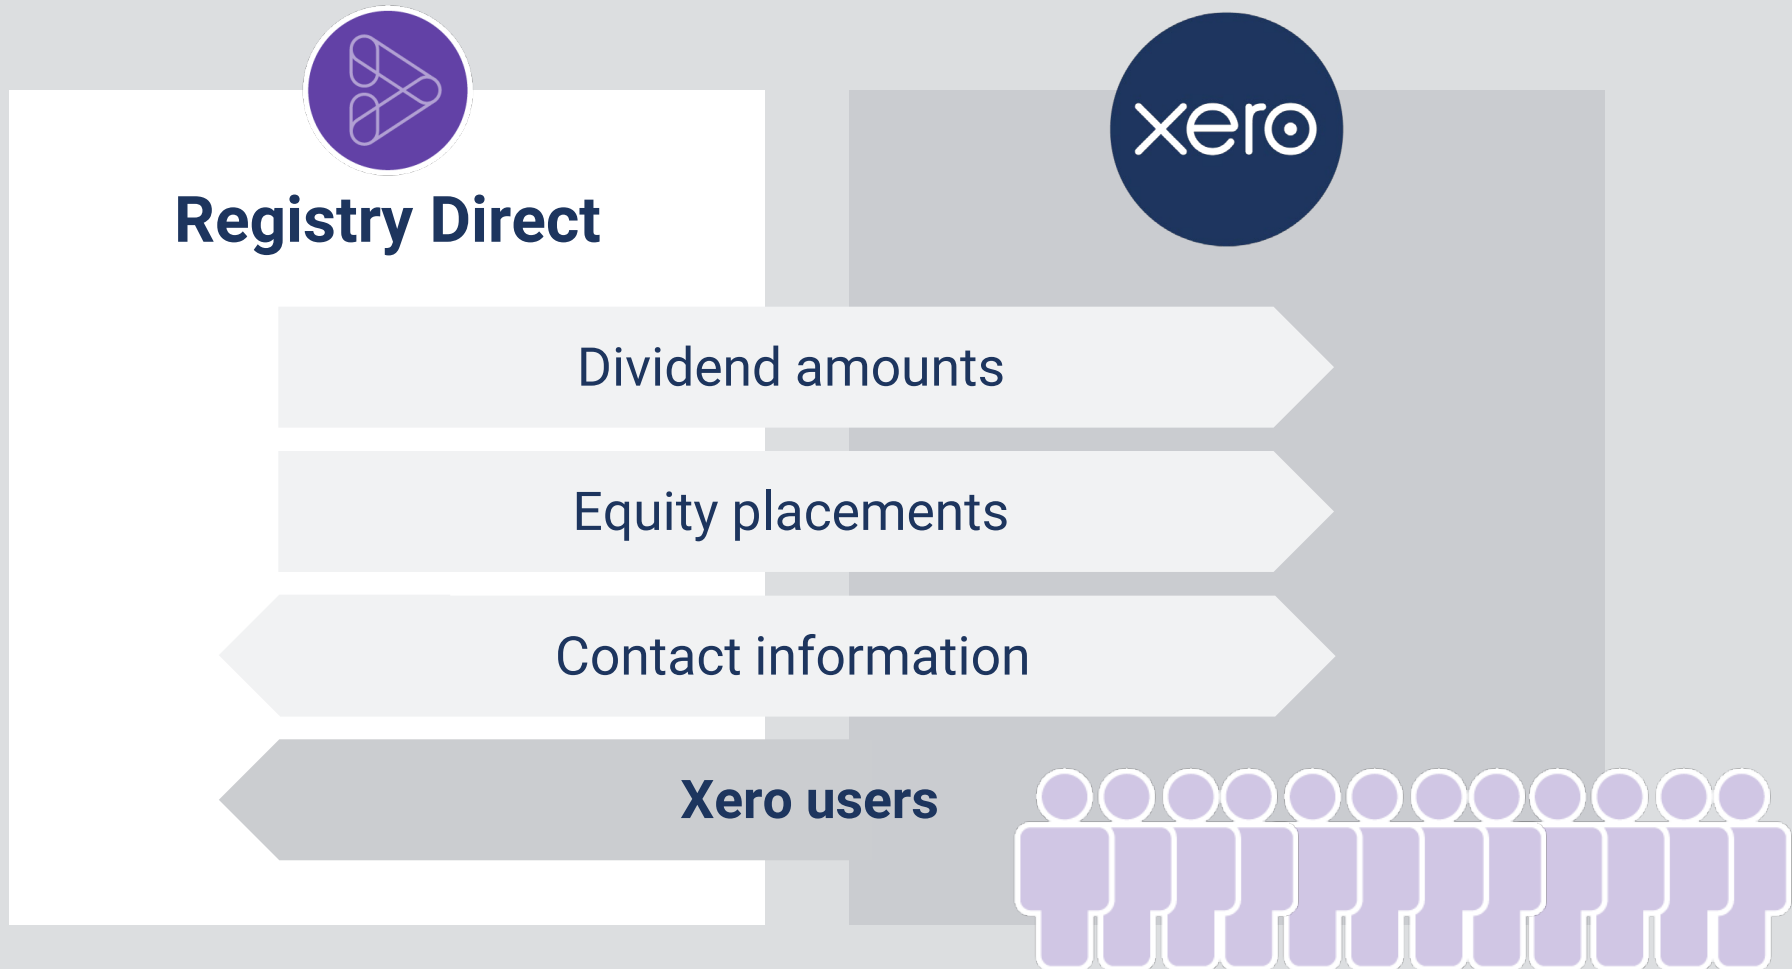 xero
Registry Direct
Dividend amounts
Equity placements
Contact information
Xero users